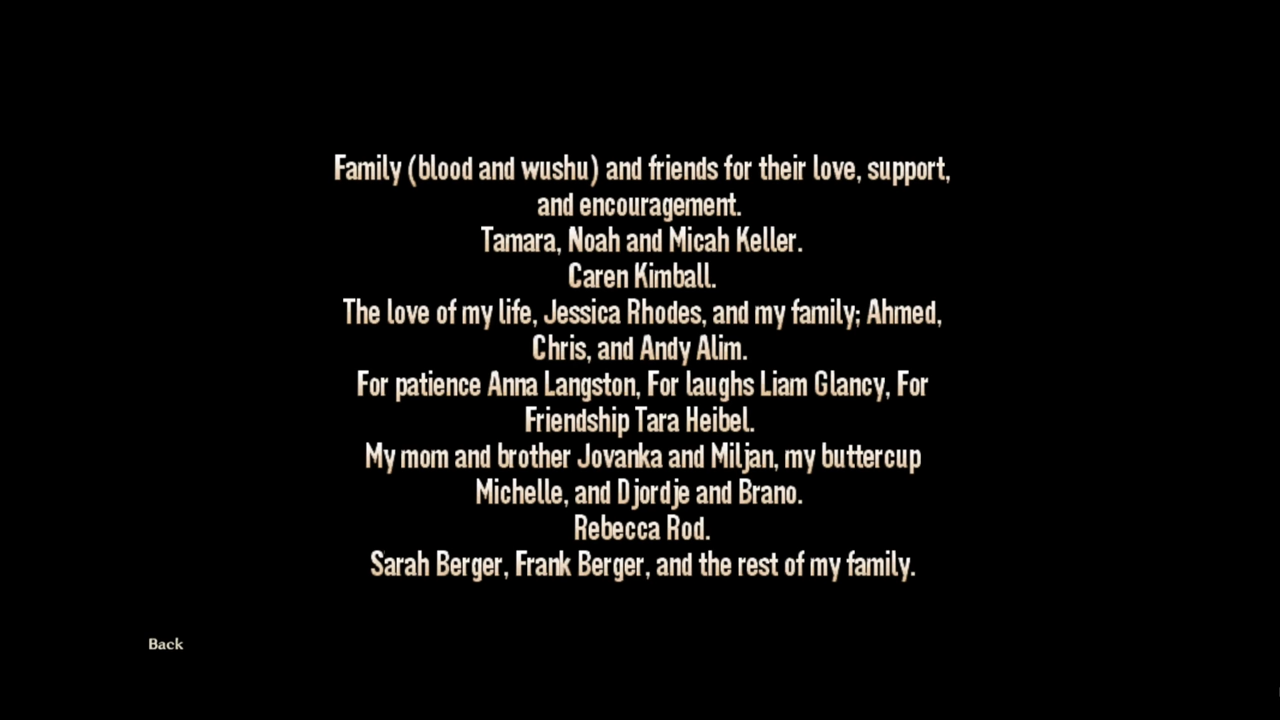 Family (blood and wushu) and friends for their love, support,
and encouragement.
Tamara, Noah and Micah Keller.
Caren Kimball.
The love of my life, Jessica Rhodes, and my family; Ahmed,
Chris, and Andy Alim.
For patience Anna Langston, For laughs Liam Glancy, For
Friendship Tara Heibel.
My mom and brother Jovanka and Miljan, my buttercup
Michelle, and Djordje and Brano.
Rebecca Rod.
Sarah Berger, Frank Berger, and the rest of my family.
Back